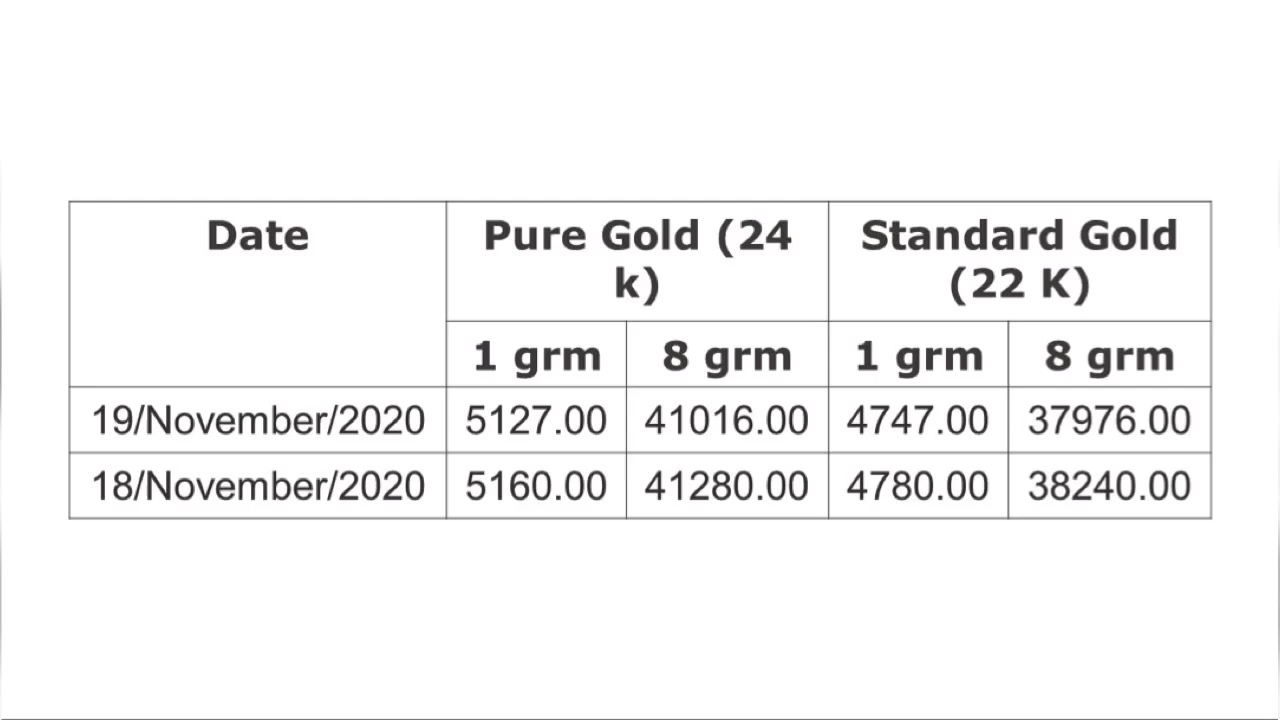 Date
Pure Gold (24
k)
Standard Gold
(22 K)
1 grm
8 grm
1 grm
8 grm
19/November/2020 5127.00 41016.00 4747.00 37976.00
18/November/2020 5160.00 41280.00 4780.00 38240.00